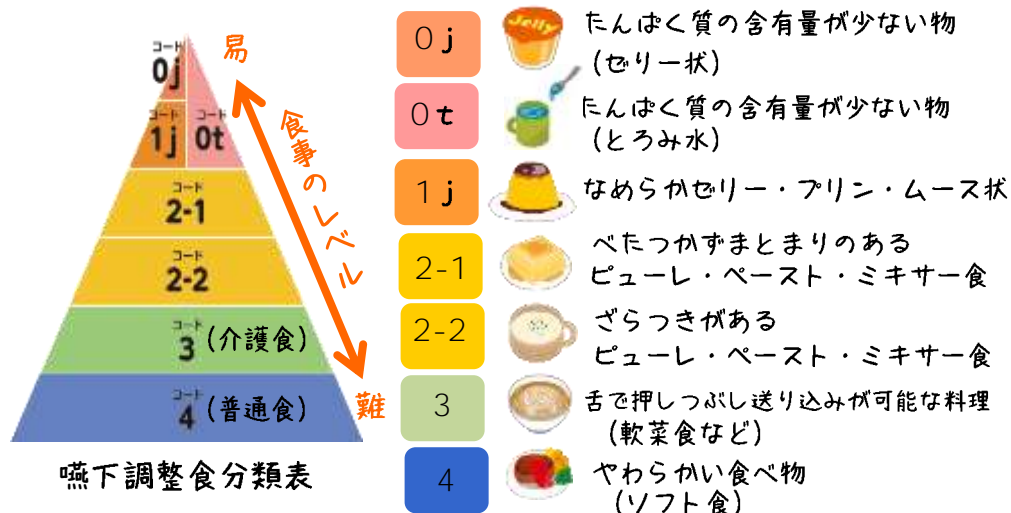 コード
0j
コード
1j
コード
0t
コード
2-1
コード
2-2
コード
3 (介護食)
コード
4 (普通食)
易
食事のレベル
難
嚥下調整食分類表
0 j
Jelly
たんぱく質の含有量が少ない物
(ゼリー状)
0 t
たんぱく質の含有量が少ない物
(とろみ水)
1 j
なめらかゼリー・プリン・ムース状
2-1
べたつかずまとまりのある
ピューレ・ペースト・ミキサー食
2-2
ざらつきがある
ピューレ・ペースト・ミキサー食
3
舌で押しつぶし送り込みが可能な料理
(軟菜食など)
4
やわらかい食べ物
(ソフト食)